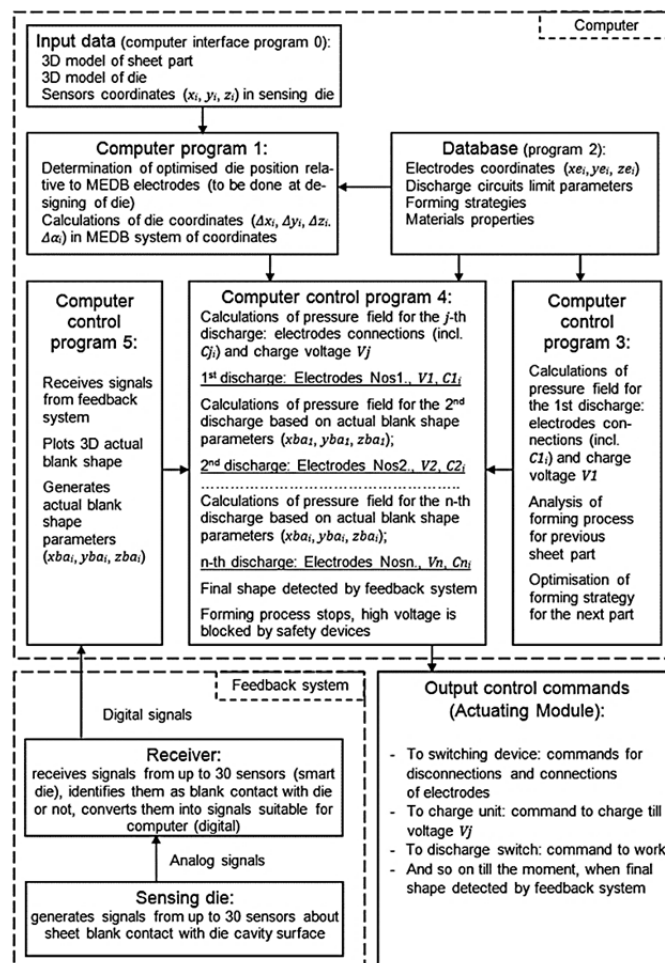 Computer
Input data (computer interface program 0):
3D model of sheet part
3D model of die
Sensors coordinates (xᵢ, yᵢ, zᵢ) in sensing die
Computer program 1:
Determination of optimised die position relative
to MEDB electrodes (to be done at de-
signing of die)
Calculations of die coordinates (Δxᵢ, Δyᵢ, Δzᵢ.
Δαᵢ) in MEDB system of coordinates
Database (program 2):
Electrodes coordinates (xeᵢ, yeᵢ, zeᵢ)
Discharge circuits limit parameters
Forming strategies
Materials properties
Computer
control
program 5:
Receives signals
from feedback
system
Plots 3D actual
blank shape
Generates
actual blank
shape
parameters
(xbaᵢ, ybaᵢ, zbaᵢ)
Computer control program 4:
Calculations of pressure field for the j-th
discharge: electrodes connections (incl.
Cjᵢ) and charge voltage Vj
1st discharge: Electrodes Nos1., V1, C1ᵢ
Calculations of pressure field for the 2nd
discharge based on actual blank shape
parameters (xba₁, yba₁, zba₁);
2nd discharge: Electrodes Nos2., V2, C2ᵢ
......................................................
Calculations of pressure field for the n-th
discharge based on actual blank shape
parameters (xbaᵢ, ybaᵢ, zbaᵢ);
n-th discharge: Electrodes Nosn., Vn, Cnᵢ
Final shape detected by feedback system
Forming process stops, high voltage is
blocked by safety devices
Computer
control
program 3:
Calculations of
pressure field for
the 1st discharge:
electrodes con-
nections (incl.
C1ᵢ) and charge
voltage V1
Analysis of
forming process
for previous
sheet part
Optimisation of
forming strategy
for the next part
Feedback system
Digital signals
Receiver:
receives signals from up to 30 sensors (smart
die), identifies them as blank contact with die
or not, converts them into signals suitable for
computer (digital)
Analog signals
Sensing die:
generates signals from up to 30 sensors about
sheet blank contact with die cavity surface
Output control commands
(Actuating Module):
- To switching device: commands for
disconnections and connections
of electrodes
- To charge unit: command to charge till
voltage Vj
- To discharge switch: command to work
- And so on till the moment, when final
shape detected by feedback system